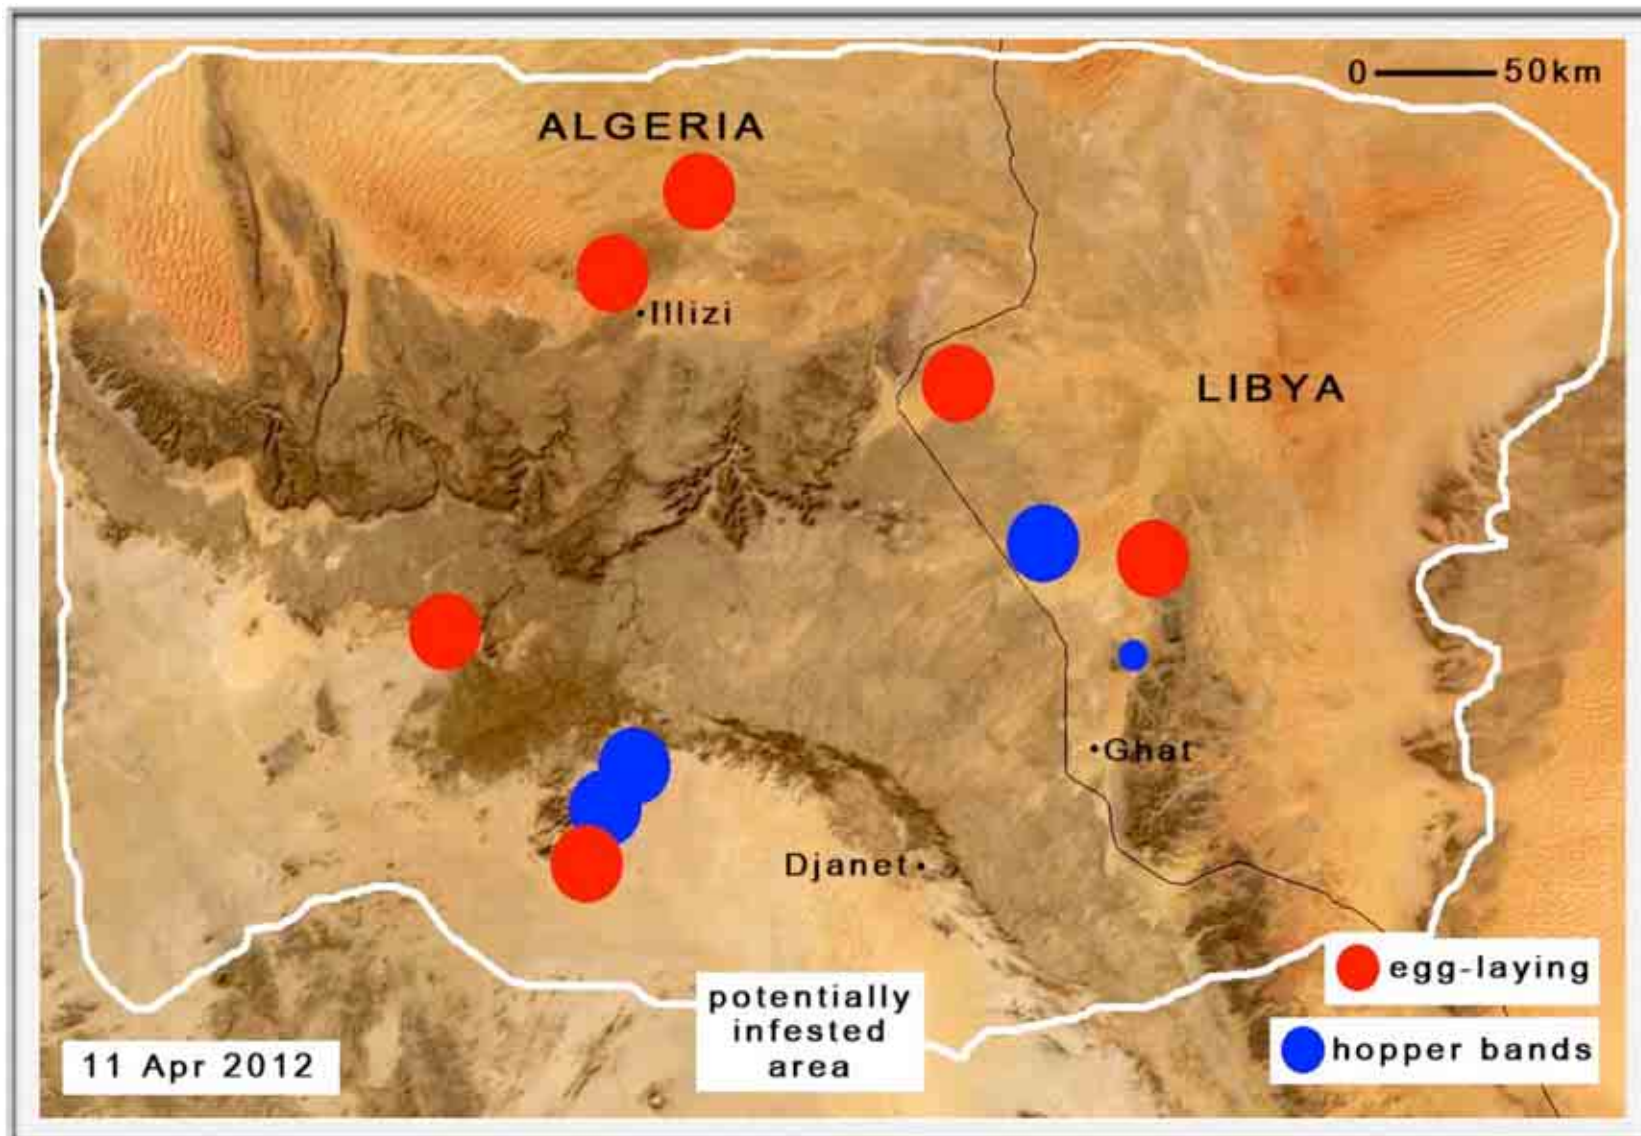 0 50km
ALGERIA
Illizi
LIBYA
Ghat
Djanet
egg-laying
potentially
infested
area
hopper bands
11 Apr 2012